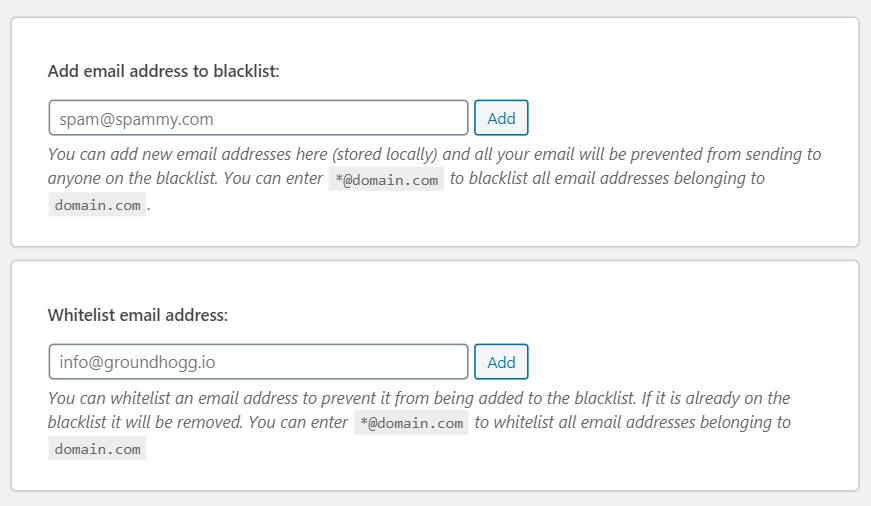 Add email address to blacklist:
spam@spammy.com
Add
You can add new email addresses here (stored locally) and all your email will be prevented from sending to
anyone on the blacklist. You can enter *@domain.com to blacklist all email addresses belonging to
domain.com.
Whitelist email address:
info@groundhogg.io
Add
You can whitelist an email address to prevent it from being added to the blacklist. If it is already on the
blacklist it will be removed. You can enter *@domain.com to whitelist all email addresses belonging to
domain.com